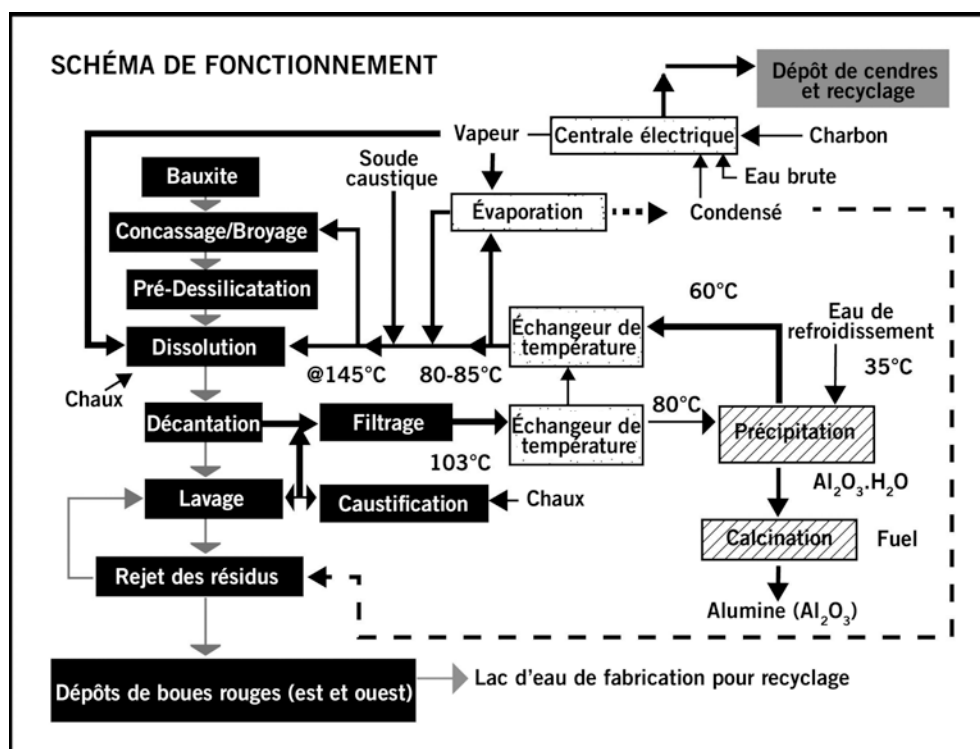 SCHÉMA DE FONCTIONNEMENT
Dépôt de cendres
et recyclage
Vapeur
Centrale électrique
Charbon
Soude
caustique
Eau brute
Bauxite
Évaporation
Condensé
Concassage/Broyage
Pré-Dessilicatation
60°C
Eau de
refroidissement
Échangeur de
température
Dissolution
35°C
@145°C
80-85°C
Chaux
Décantation
Filtrage
Échangeur de
température
80°C
Précipitation
103°C
Al₂O₃.H₂O
Lavage
Caustification
Chaux
Calcination
Fuel
Rejet des résidus
Alumine (Al₂O₃)
Dépôts de boues rouges (est et ouest)
Lac d'eau de fabrication pour recyclage